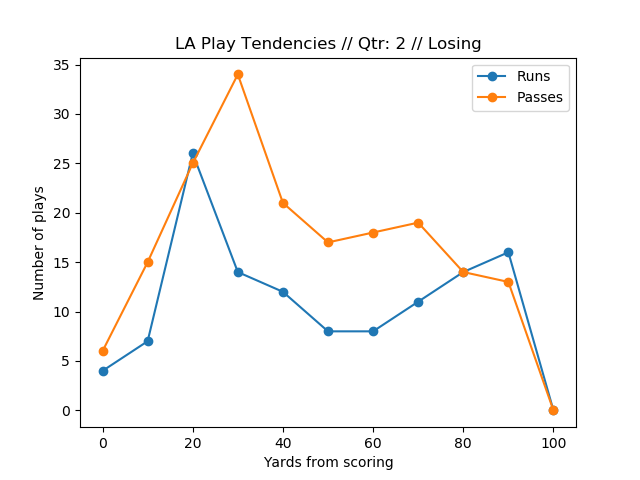 LA Play Tendencies // Qtr: 2 // Losing
Runs
Passes
Number of plays
35
30
25
20
15
10
5
0
0 20 40 60 80 100
Yards from scoring